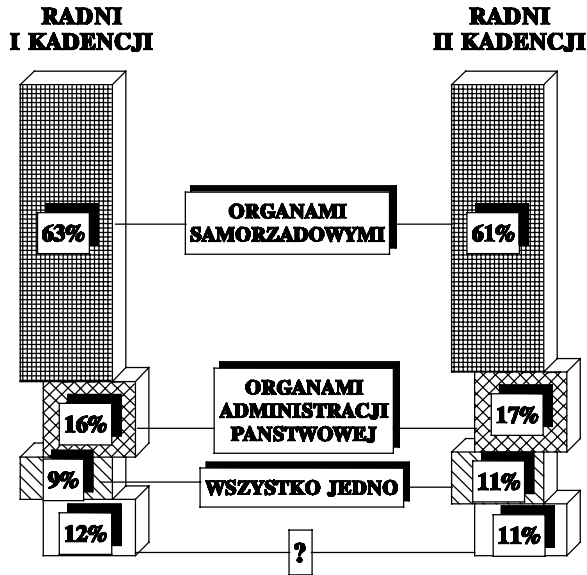 RADNI
I KADENCJI
RADNI
II KADENCJI
63%
ORGANAMI
SAMORZADOWYMI
61%
16%
ORGANAMI
ADMINISTRACJI
PANSTWOWEJ
17%
9%
WSZYSTKO JEDNO
11%
12%
?
11%